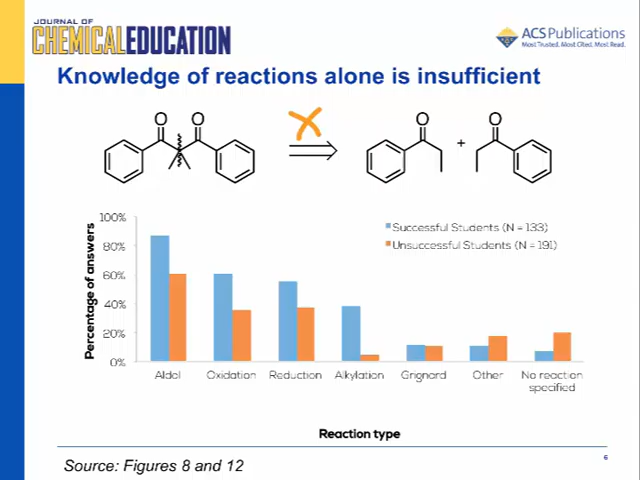 JOURNAL OF
CHEMICALEDUCATION
ACSPublications
Most Trusted. Most Cited. Most Read.
Knowledge of reactions alone is insufficient
O O O + O
100%
80%
60%
40%
20%
0%
Percentage of answers
Successful Students (N = 133)
Unsuccessful Students (N = 191)
Aldol Oxidation Reduction Alkylation Grignard Other No reaction
specified
Reaction type
6
Source: Figures 8 and 12